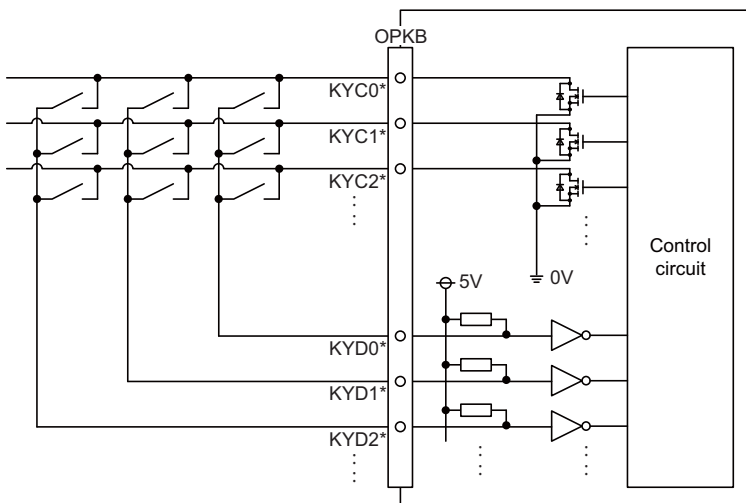 OPKB
KYC0*
KYC1*
KYC2*
Control
circuit
5V
0V
KYD0*
KYD1*
KYD2*